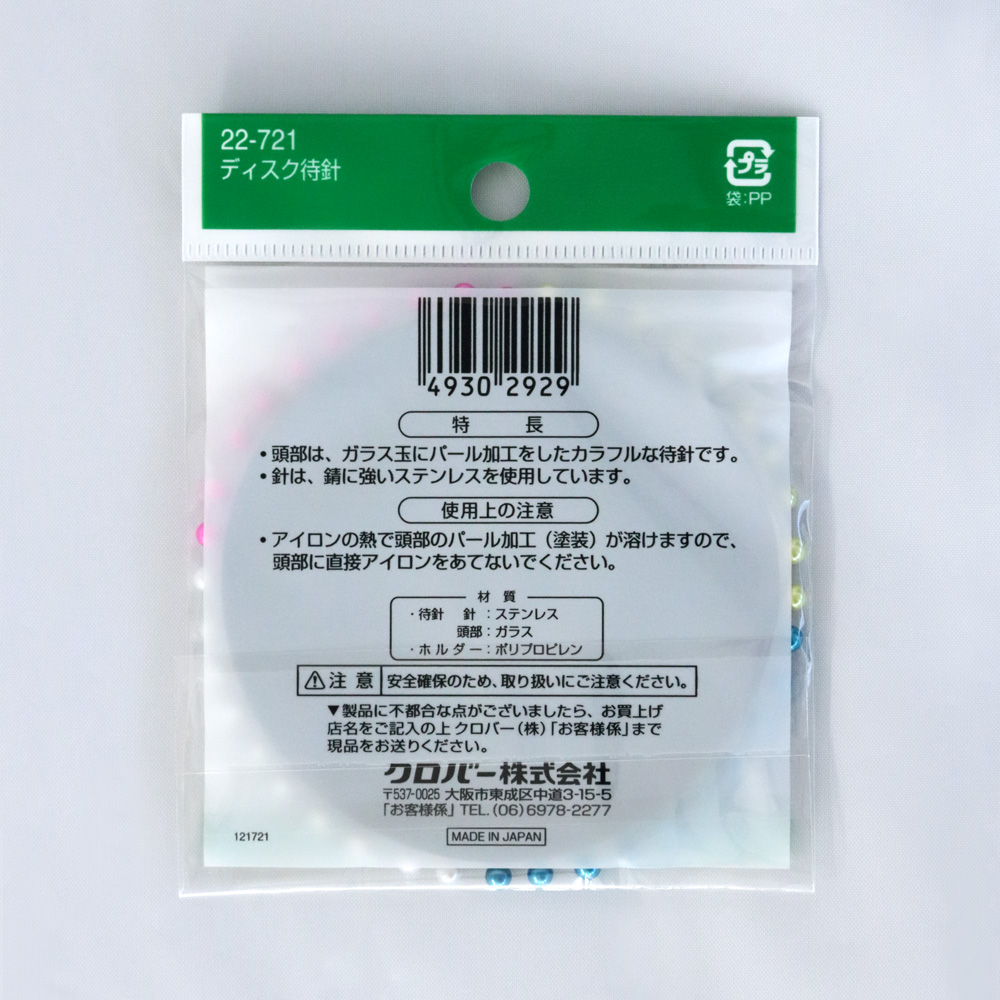 22-721
ディスク待針
プラ
袋:PP
4930 2929
特 長
・頭部は、ガラス玉にパール加工をしたカラフルな待針です。
・針は、錆に強いステンレスを使用しています。
使用上の注意
・アイロンの熱で頭部のパール加工(塗装)が溶けますので、
頭部に直接アイロンをあてないでください。
材 質
・待針 針:ステンレス
頭部:ガラス
・ホルダー:ポリプロピレン
⚠注 意 安全確保のため、取り扱いにご注意ください。
▼製品に不都合な点がございましたら、お買上げ
店名をご記入の上クロバー(株)「お客様係」まで
現品をお送りください。
クロバー株式会社
〒537-0025 大阪市東成区中道3-15-5
「お客様係」TEL.(06)6978-2277
121721
MADE IN JAPAN